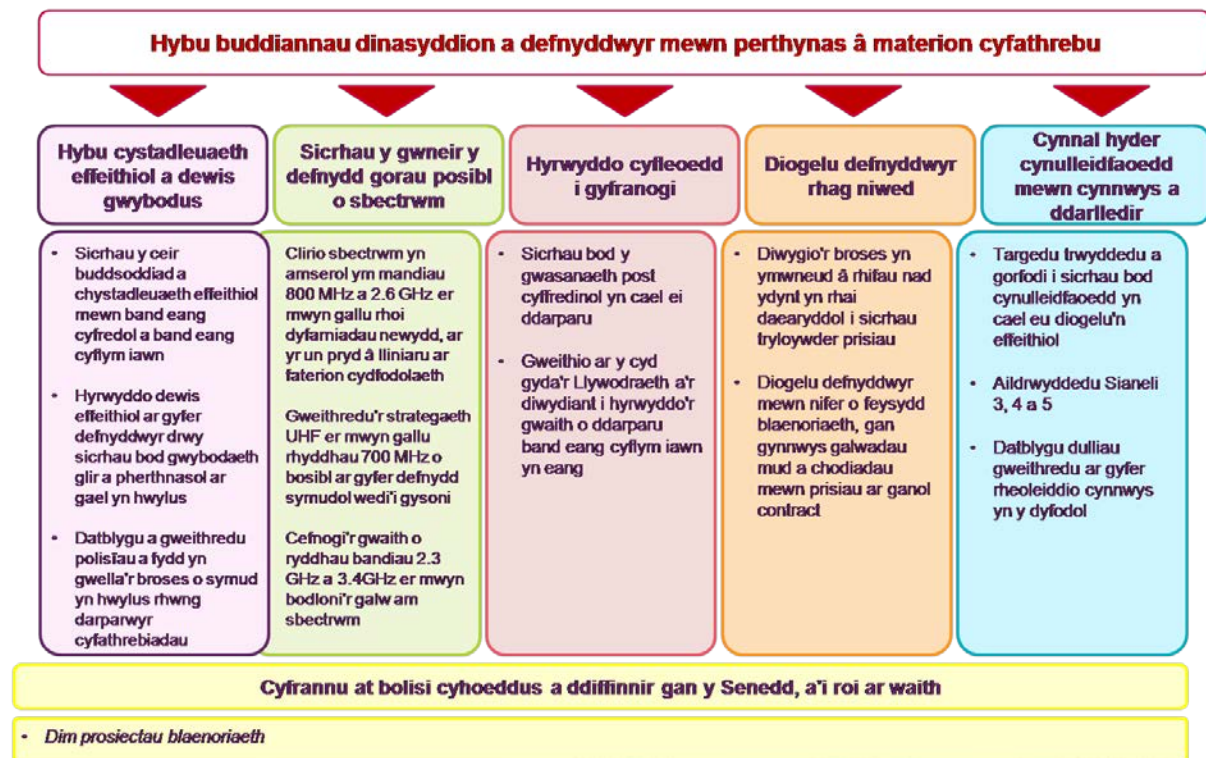 Hybu buddiannau dinasyddion a defnyddwyr mewn perthynas â materion cyfathrebu
Hybu cystadleuaeth
effeithiol a dewis
gwybodus
• Sicrhau y ceir
buddsoddiad a
chystadleuaeth effeithiol
mewn band eang
cyfredol a band eang
cyflym iawn
• Hyrwyddo dewis
effeithiol ar gyfer
defnyddwyr drwy
sicrhau bod gwybodaeth
glir a pherthnasol ar
gael yn hwylus
• Datblygu a gweithredu
polisïau a fydd yn
gwella'r broses o symud
yn hwylus rhwng
darparwyr
cyfathrebiadau
Sicrhau y gwneir y
defnydd gorau posibl
o sbectrwm
Clirio sbectrwm yn
amserol ym mandiau
800 MHz a 2.6 GHz er
mwyn gallu rhoi
dyfarniadau newydd, ar
yr un pryd â lliniaru ar
faterion cydfodolaeth
Gweithredu'r strategaeth
UHF er mwyn gallu
rhyddhau 700 MHz o
bosibl ar gyfer defnydd
symudol wedi'i gysoni
Cefnogi'r gwaith o
ryddhau bandiau 2.3
GHz a 3.4GHz er mwyn
bodloni'r galw am
sbectrwm
Hyrwyddo cyfleoedd
i gyfranogi
• Sicrhau bod y
gwasanaeth post
cyffredinol yn cael ei
ddarparu
• Gweithio ar y cyd
gyda'r Llywodraeth a'r
diwydiant i hyrwyddo'r
gwaith o ddarparu
band eang cyflym iawn
yn eang
Diogelu defnyddwyr
rhag niwed
• Diwygio'r broses yn
ymwneud â rhifau nad
ydynt yn rhai
daearyddol i sicrhau
tryloywder prisiau
• Diogelu defnyddwyr
mewn nifer o feysydd
blaenoriaeth, gan
gynnwys galwadau
mud a chodiadau
mewn prisiau ar ganol
contract
Cynnal hyder
cynulleidfaoedd
mewn cynnwys a
ddarlledir
• Targedu trwyddedu a
gorfodi i sicrhau bod
cynulleidfaoedd yn
cael eu diogelu'n
effeithiol
• Aildrwyddedu Sianeli
3, 4 a 5
• Datblygu dulliau
gweithredu ar gyfer
rheoleiddio cynnwys
yn y dyfodol
Cyfrannu at bolisi cyhoeddus a ddiffinnir gan y Senedd, a'i roi ar waith
• Dim prosiectau blaenoriaeth